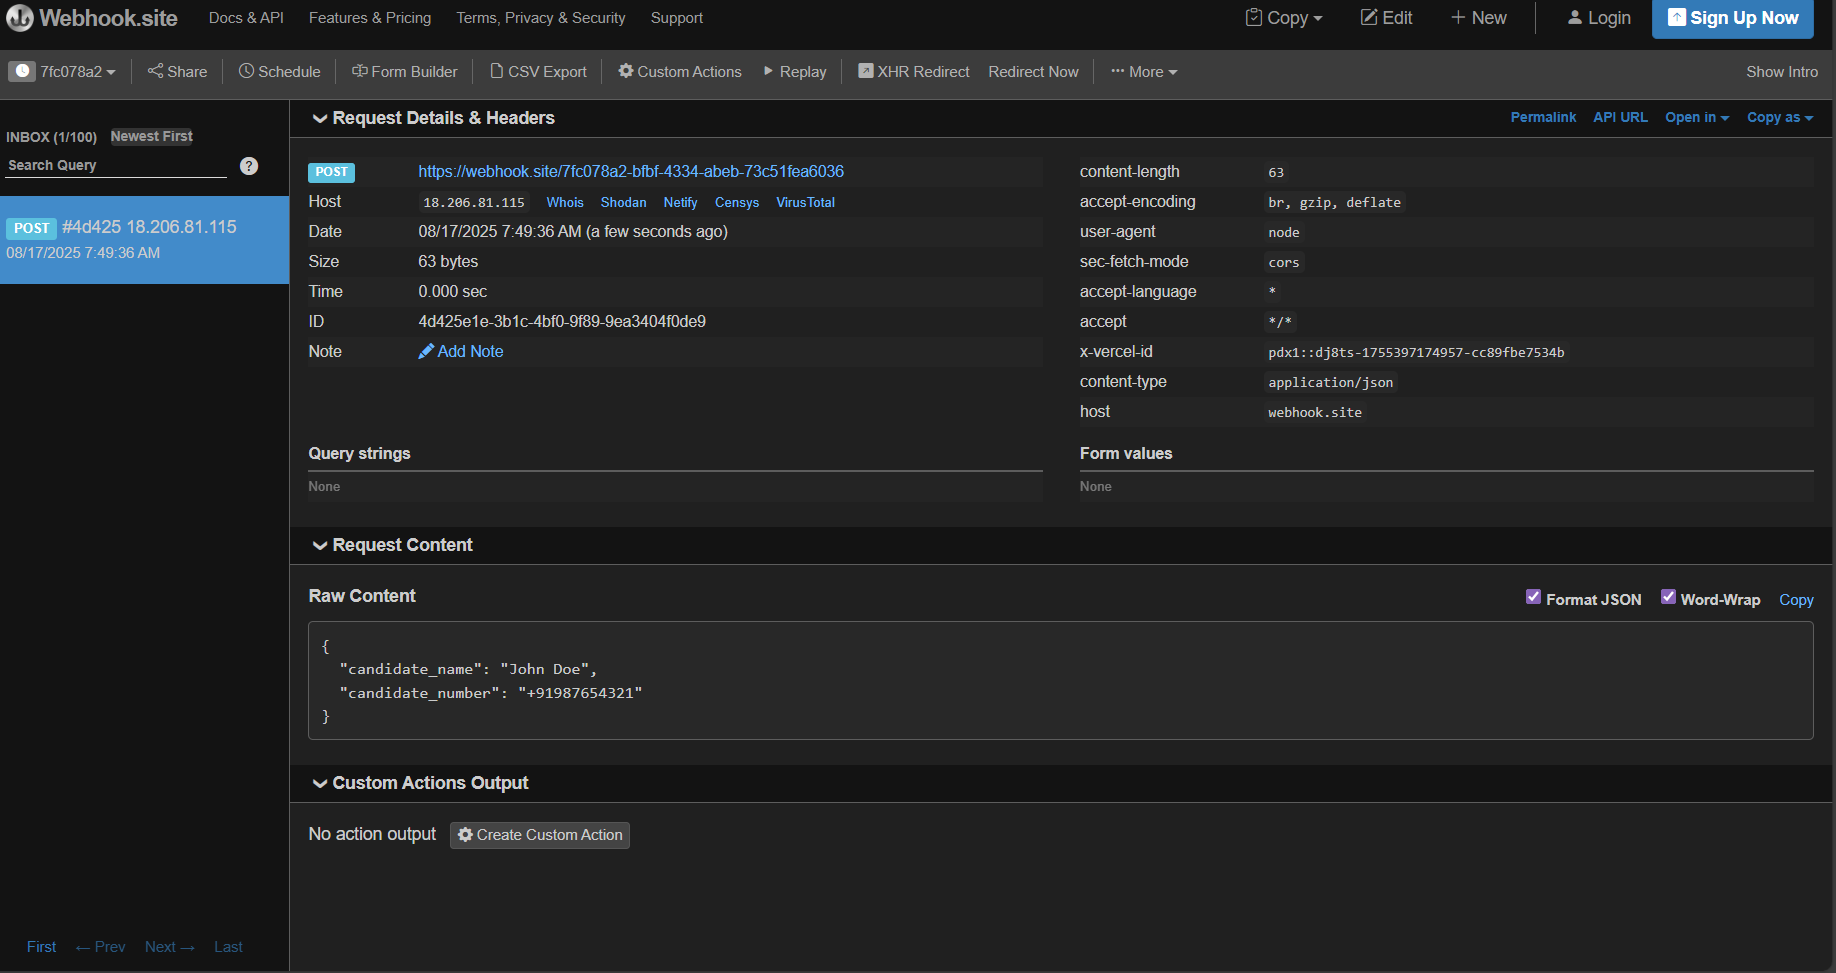 Webhook.site Docs & API Features & Pricing Terms, Privacy & Security Support Copy Edit + New Login Sign Up Now
7fc078a2 Share Schedule Form Builder CSV Export Custom Actions Replay XHR Redirect Redirect Now ··· More Show Intro
INBOX (1/100) Newest First
Search Query ?
POST #4d425 18.206.81.115
08/17/2025 7:49:36 AM
First ← Prev Next → Last
Request Details & Headers Permalink API URL Open in Copy as
POST https://webhook.site/7fc078a2-bfbf-4334-abeb-73c51fea6036
Host 18.206.81.115 Whois Shodan Netify Censys VirusTotal
Date 08/17/2025 7:49:36 AM (a few seconds ago)
Size 63 bytes
Time 0.000 sec
ID 4d425e1e-3b1c-4bf0-9f89-9ea3404f0de9
Note Add Note
content-length 63
accept-encoding br, gzip, deflate
user-agent node
sec-fetch-mode cors
accept-language *
accept */*
x-vercel-id pdx1::dj8ts-1755397174957-cc89fbe7534b
content-type application/json
host webhook.site
Query strings
None
Form values
None
Request Content
Raw Content Format JSON Word-Wrap Copy
{
"candidate_name": "John Doe",
"candidate_number": "+91987654321"
}
Custom Actions Output
No action output Create Custom Action